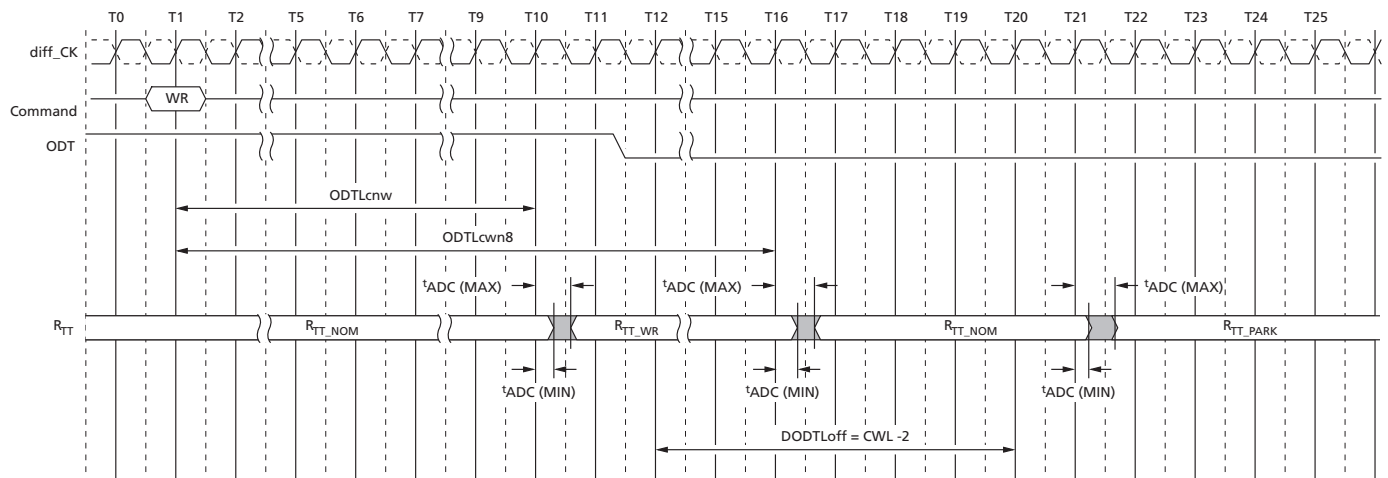 T0 T1 T2 T5 T6 T7 T9 T10 T11 T12 T15 T16 T17 T18 T19 T20 T21 T22 T23 T24 T25
diff_CK
Command WR
ODT
ODTLcnw
ODTLcwn8
tADC (MAX) tADC (MAX) tADC (MAX)
RTT RTT_NOM RTT_WR RTT_NOM RTT_PARK
tADC (MIN) tADC (MIN) tADC (MIN)
DODTLoff = CWL -2